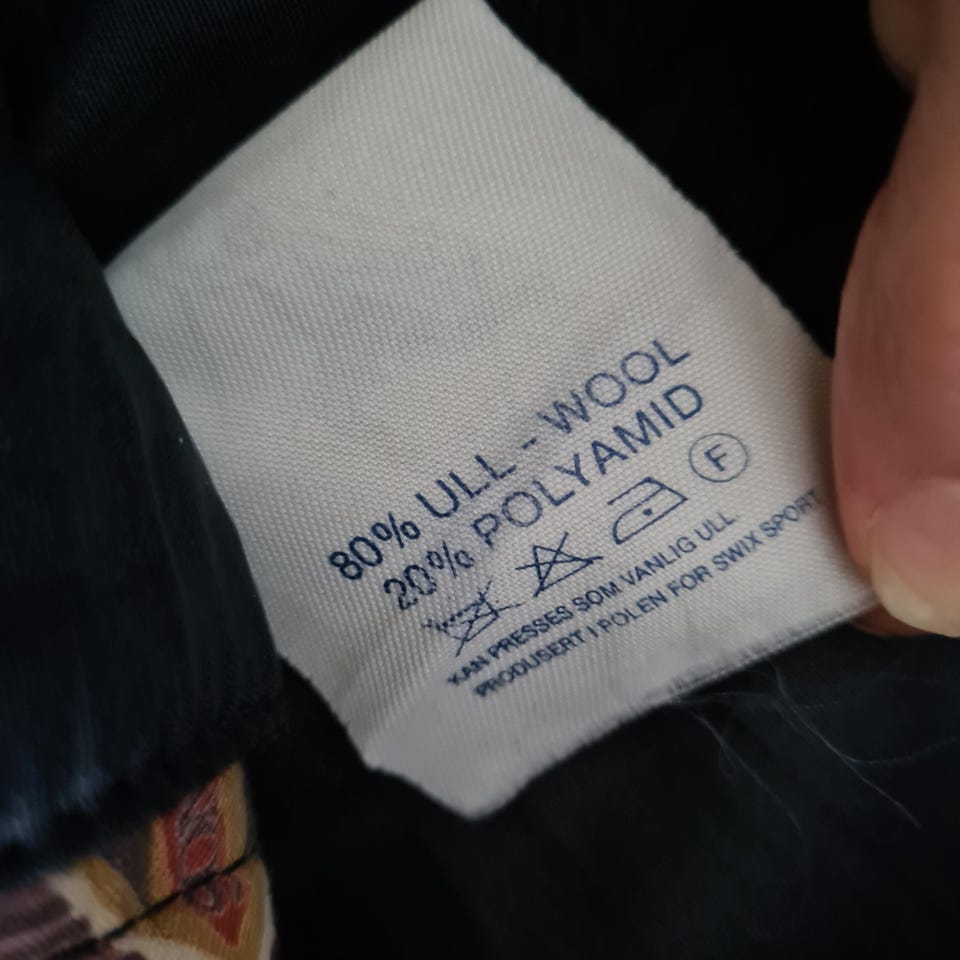 80% ULL - WOOL
20% POLYAMID
F
KAN PRESSES SOM VANLIG ULL
PRODUSERT I POLEN FOR SWIX SPORT